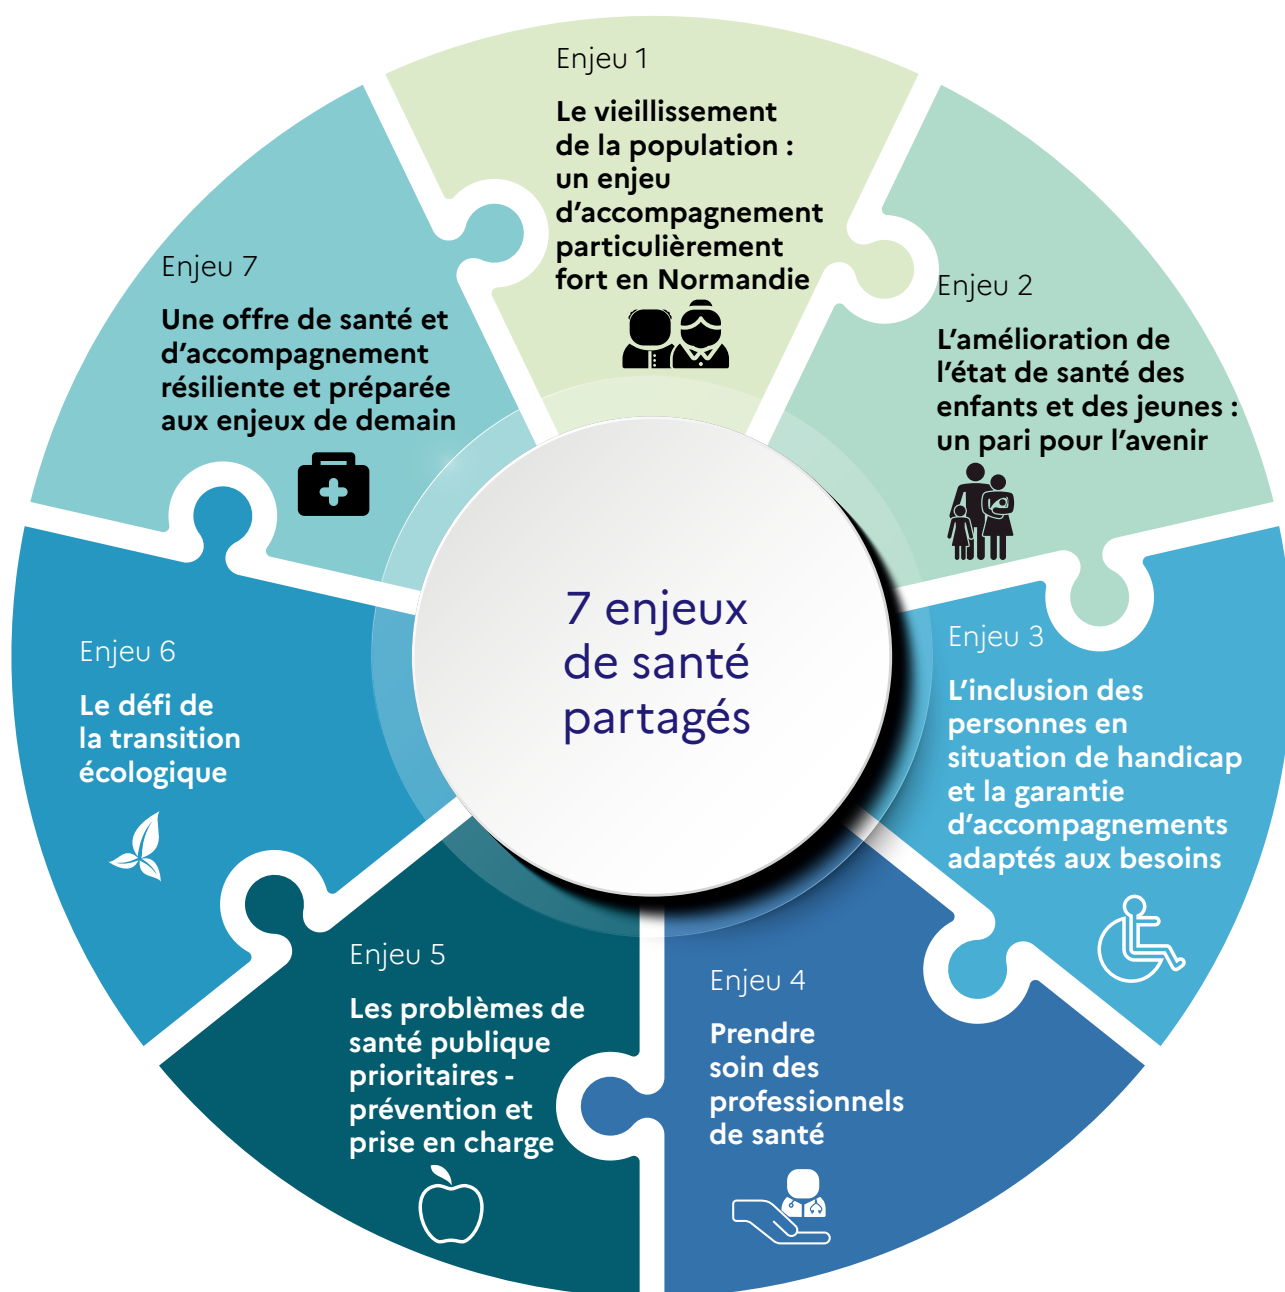 Enjeu 1
Le vieillissement
de la population :
un enjeu
d’accompagnement
particulièrement
fort en Normandie
Enjeu 2
L’amélioration de
l’état de santé des
enfants et des jeunes :
un pari pour l’avenir
Enjeu 3
L’inclusion des
personnes en
situation de handicap
et la garantie
d’accompagnements
adaptés aux besoins
Enjeu 4
Prendre
soin des
professionnels
de santé
Enjeu 5
Les problèmes de
santé publique
prioritaires -
prévention et
prise en charge
Enjeu 6
Le défi de
la transition
écologique
Enjeu 7
Une offre de santé et
d’accompagnement
résiliente et préparée
aux enjeux de demain
7 enjeux
de santé
partagés